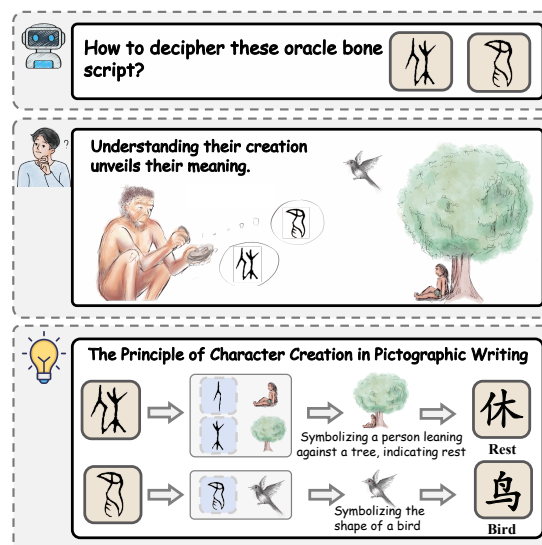 How to decipher these oracle bone
script?
?
Understanding their creation
unveils their meaning.
The Principle of Character Creation in Pictographic Writing
Symbolizing a person leaning
against a tree, indicating rest
休
Rest
Symbolizing the
shape of a bird
鸟
Bird